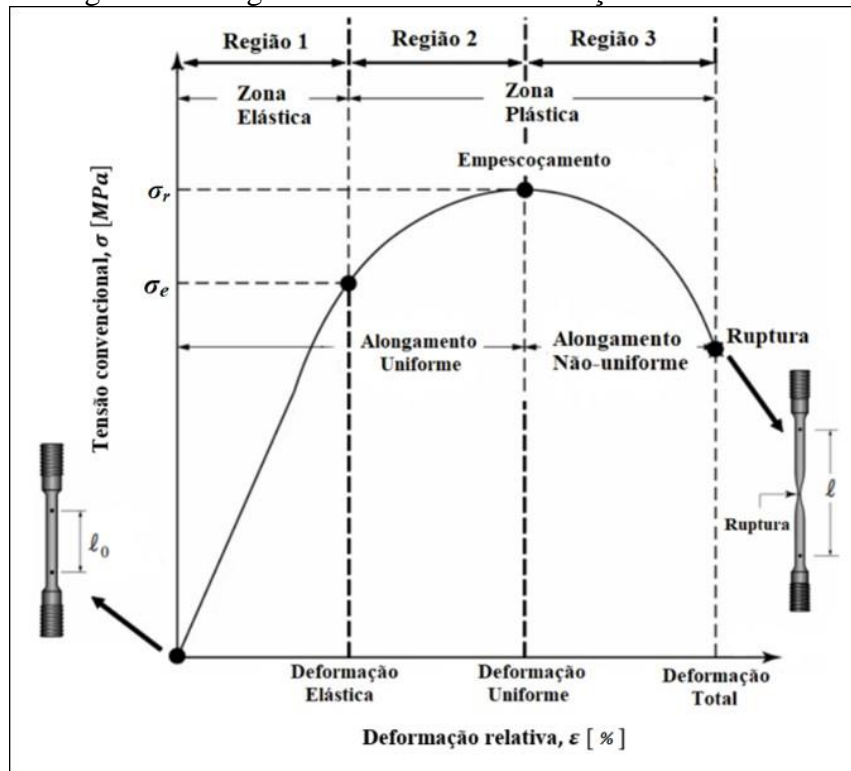 Região 1
Região 2
Região 3
Zona
Elástica
Zona
Plástica
Empescoçamento
σr
σe
Tensão convencional, σ [MPa]
Alongamento
Uniforme
Alongamento
Não-uniforme
Ruptura
ℓ0
ℓ
Ruptura
Deformação
Elástica
Deformação
Uniforme
Deformação
Total
Deformação relativa, ε [ % ]